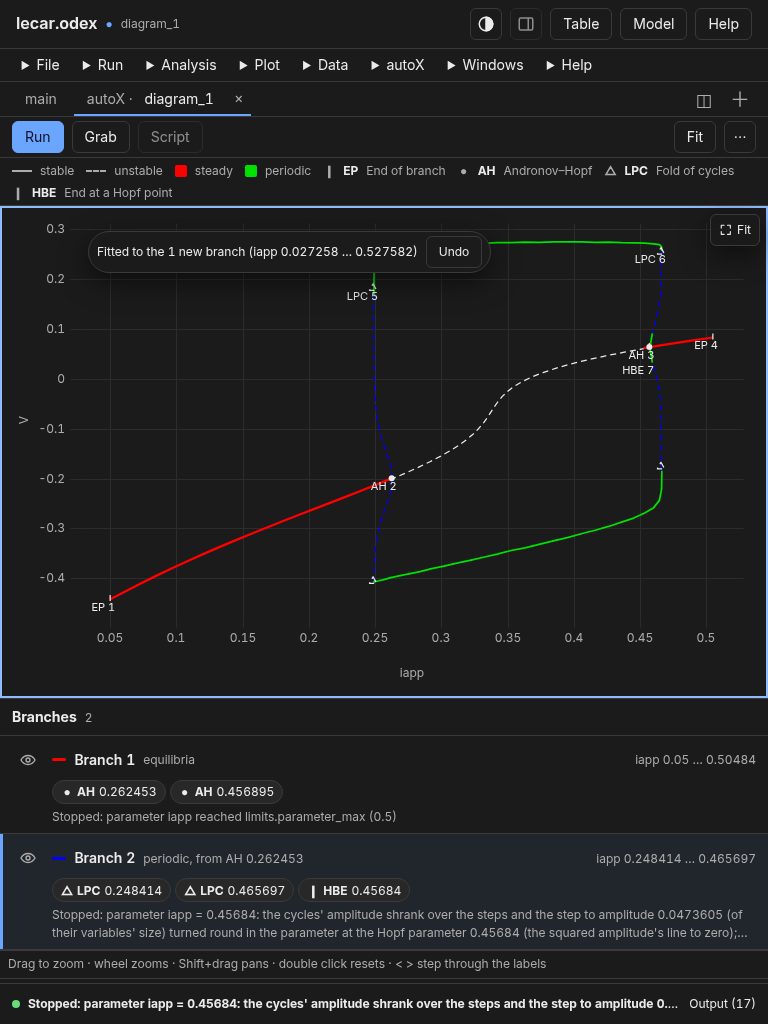 lecar.odex • diagram_1 Table Model Help
▶ File ▶ Run ▶ Analysis ▶ Plot ▶ Data ▶ autoX ▶ Windows ▶ Help
main autoX · diagram_1 × +
Run Grab Script Fit ...
stable unstable steady periodic | EP End of branch • AH Andronov–Hopf △ LPC Fold of cycles
| HBE End at a Hopf point
Fitted to the 1 new branch (iapp 0.027258 … 0.527582) Undo
Fit
0.3
0.2
0.1
0
-0.1
-0.2
-0.3
-0.4
V
LPC 5
LPC 6
EP 4
AH 3
HBE 7
AH 2
EP 1
0.05 0.1 0.15 0.2 0.25 0.3 0.35 0.4 0.45 0.5
iapp
Branches 2
Branch 1 equilibria iapp 0.05 … 0.50484
• AH 0.262453 • AH 0.456895
Stopped: parameter iapp reached limits.parameter_max (0.5)
Branch 2 periodic, from AH 0.262453 iapp 0.248414 … 0.465697
△ LPC 0.248414 △ LPC 0.465697 | HBE 0.45684
Stopped: parameter iapp = 0.45684: the cycles' amplitude shrank over the steps and the step to amplitude 0.0473605 (of
their variables' size) turned round in the parameter at the Hopf parameter 0.45684 (the squared amplitude's line to zero);…
Drag to zoom · wheel zooms · Shift+drag pans · double click resets · < > step through the labels
Stopped: parameter iapp = 0.45684: the cycles' amplitude shrank over the steps and the step to amplitude 0.… Output (17)